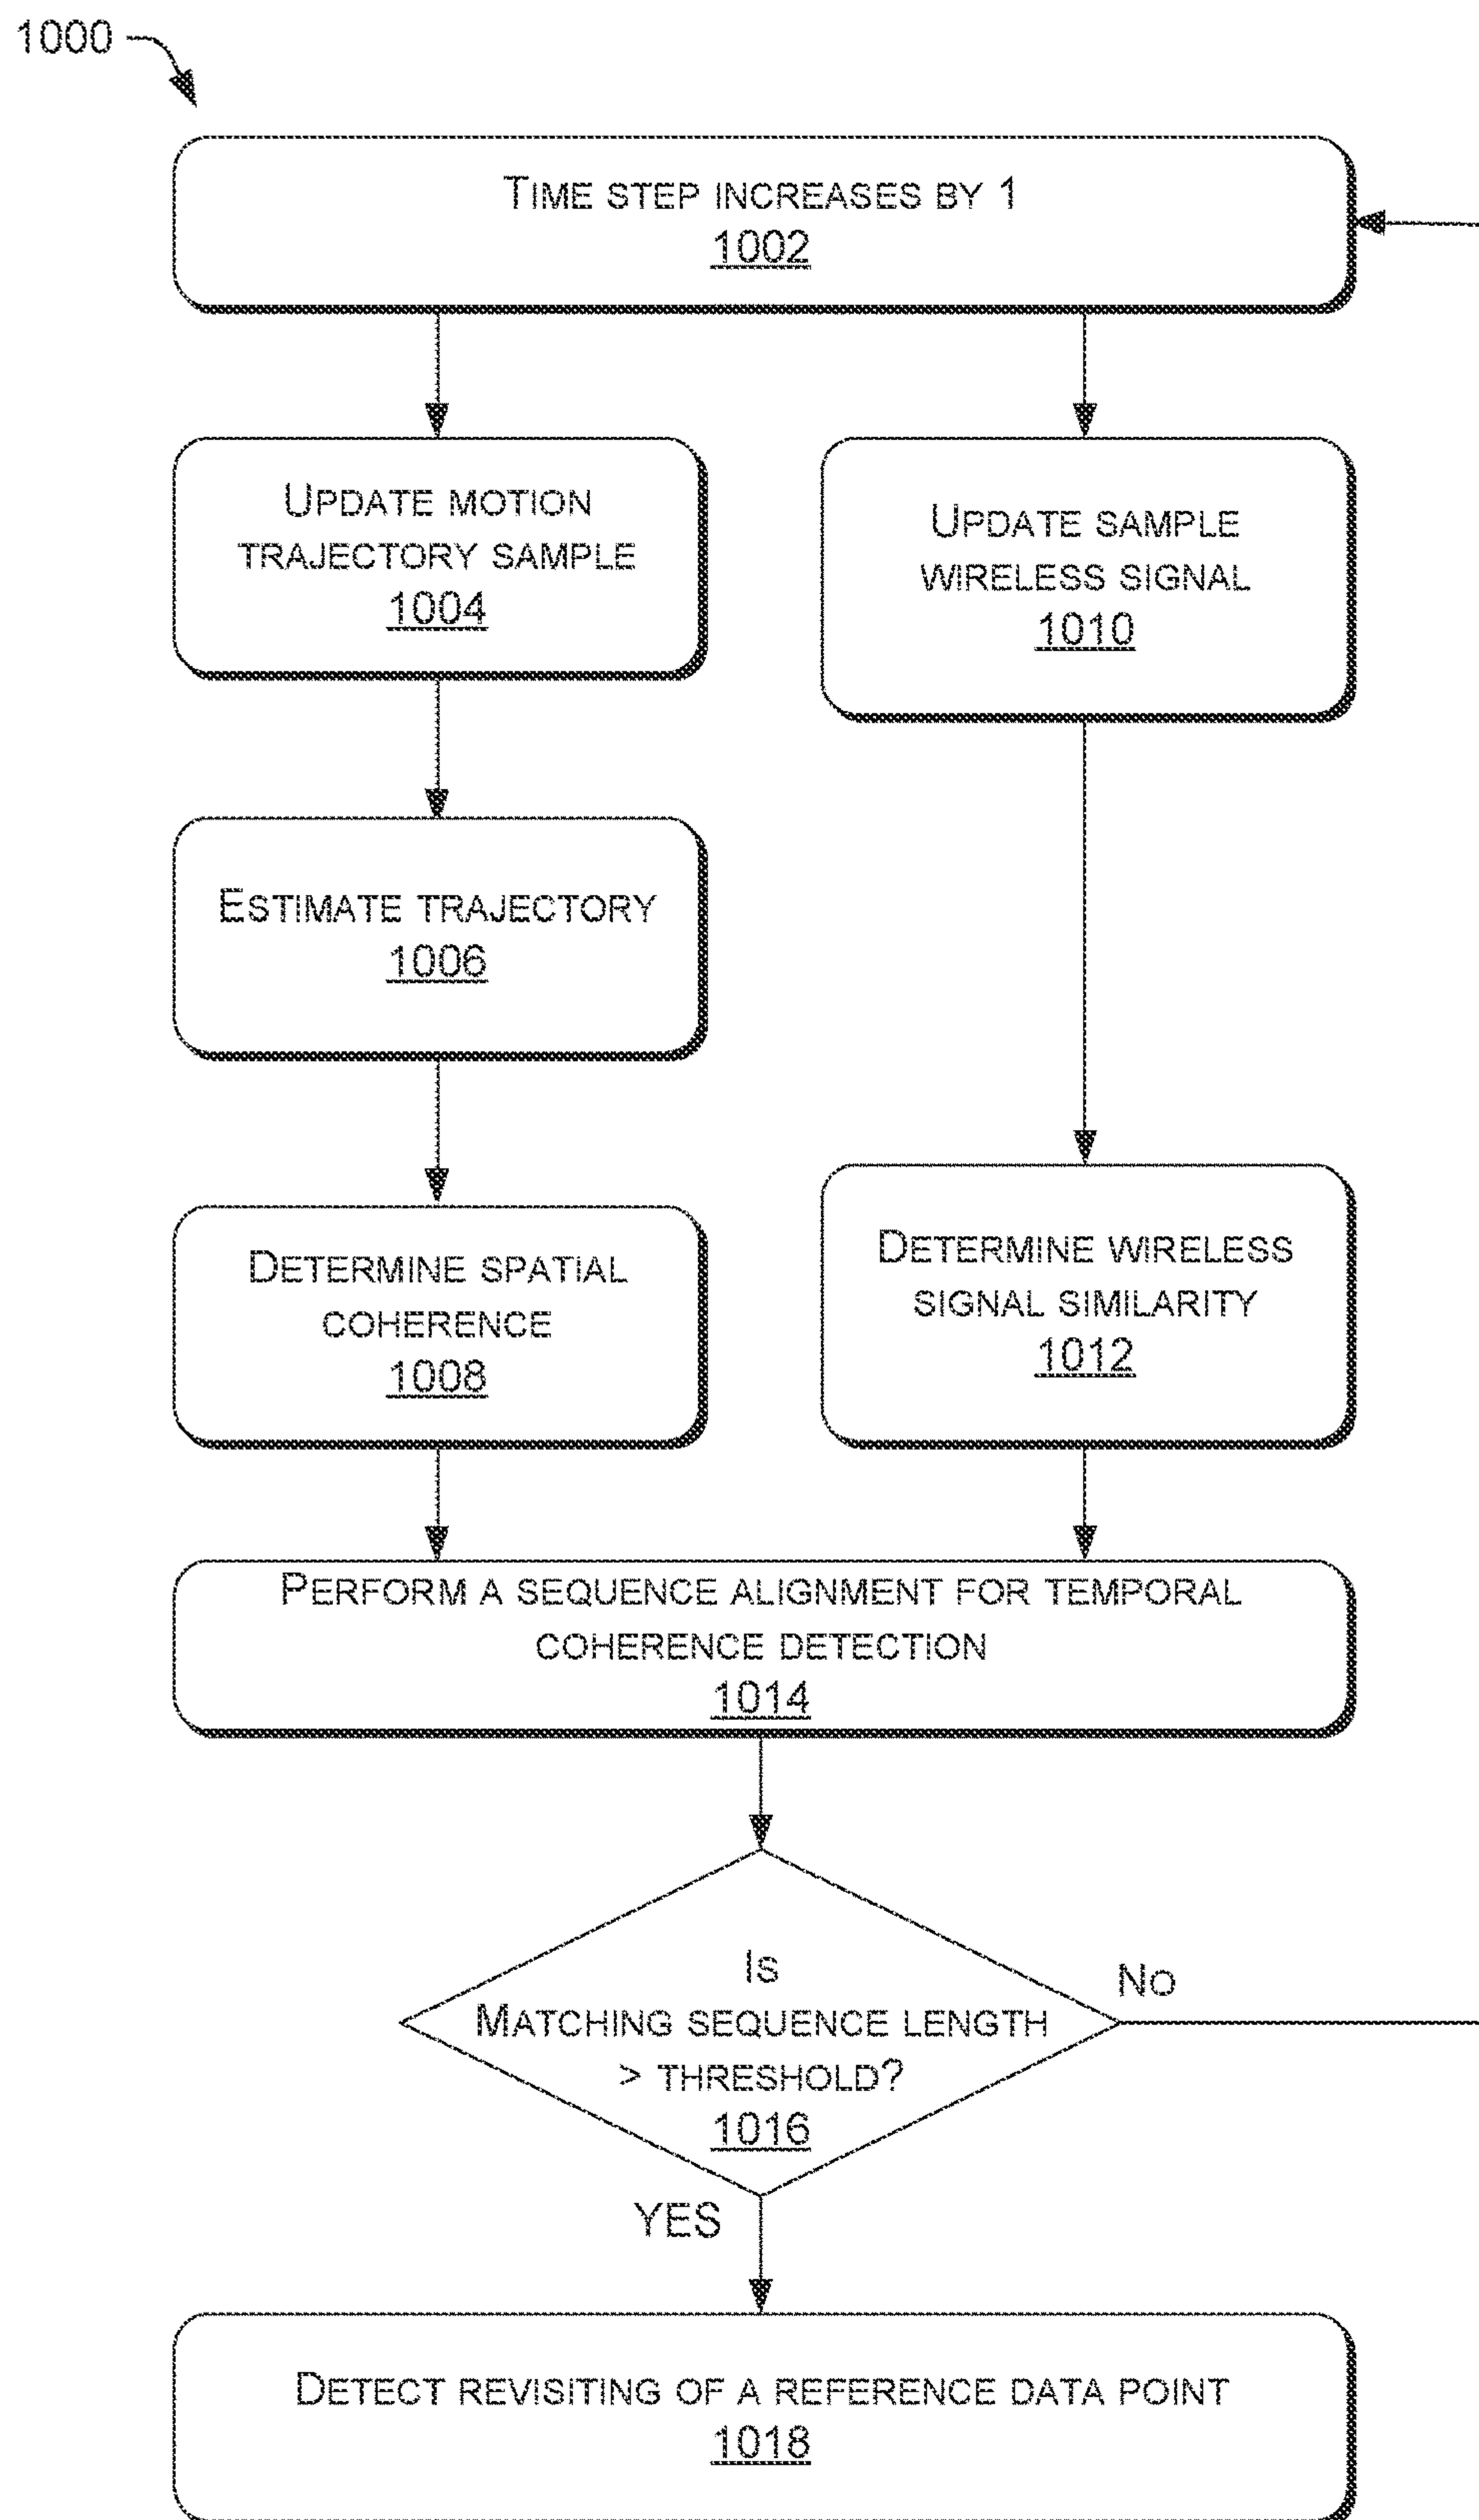 1000
TIME STEP INCREASES BY 1
1002
UPDATE MOTION
TRAJECTORY SAMPLE
1004
UPDATE SAMPLE
WIRELESS SIGNAL
1010
ESTIMATE TRAJECTORY
1006
DETERMINE SPATIAL
COHERENCE
1008
DETERMINE WIRELESS
SIGNAL SIMILARITY
1012
PERFORM A SEQUENCE ALIGNMENT FOR TEMPORAL
COHERENCE DETECTION
1014
IS
MATCHING SEQUENCE LENGTH
> THRESHOLD?
1016
NO
YES
DETECT REVISITING OF A REFERENCE DATA POINT
1018